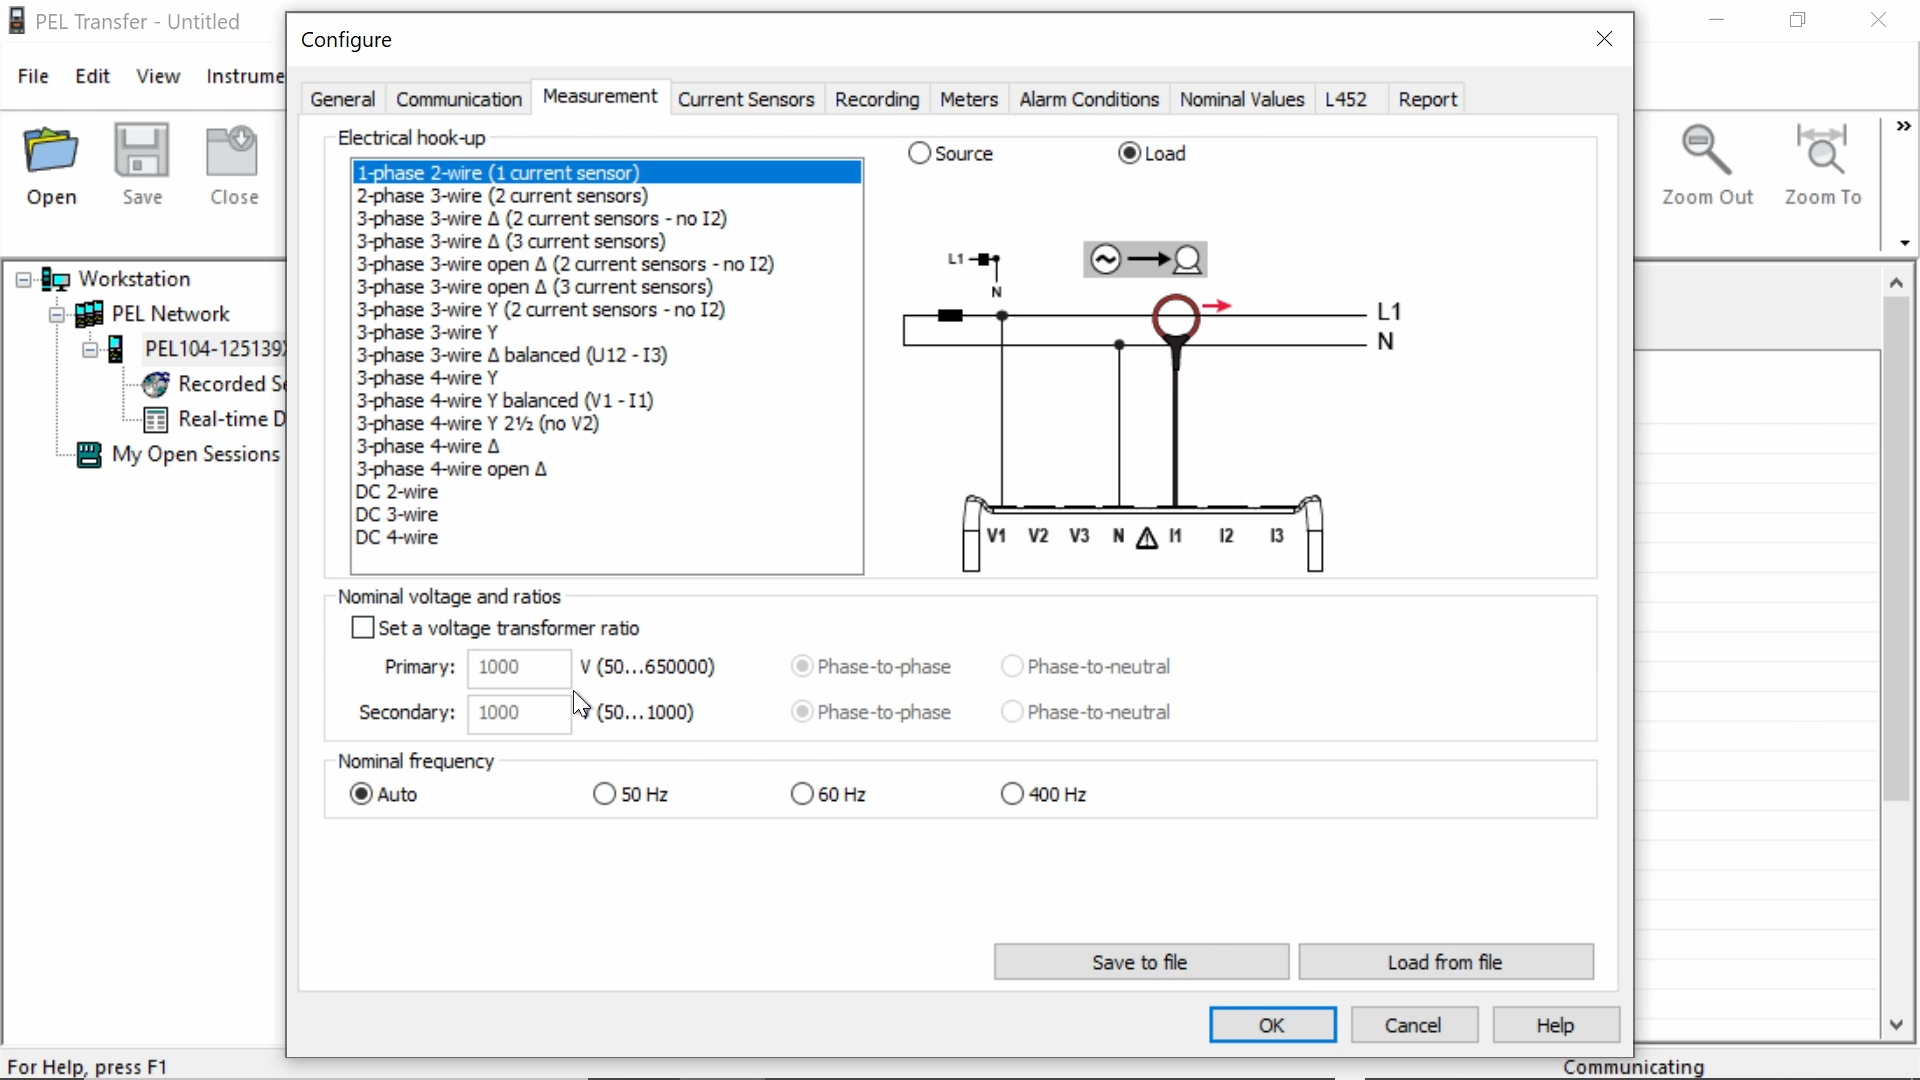 PEL Transfer - Untitled
Configure
File Edit View Instrume
General Communication Measurement Current Sensors Recording Meters Alarm Conditions Nominal Values L452 Report
Open Save Close
Zoom Out Zoom To
»
Electrical hook-up
Source Load
1-phase 2-wire (1 current sensor)
2-phase 3-wire (2 current sensors)
3-phase 3-wire Δ (2 current sensors - no I2)
3-phase 3-wire Δ (3 current sensors)
3-phase 3-wire open Δ (2 current sensors - no I2)
3-phase 3-wire open Δ (3 current sensors)
3-phase 3-wire Y (2 current sensors - no I2)
3-phase 3-wire Y
3-phase 3-wire Δ balanced (U12 - I3)
3-phase 4-wire Y
3-phase 4-wire Y balanced (V1 - I1)
3-phase 4-wire Y 2½ (no V2)
3-phase 4-wire Δ
3-phase 4-wire open Δ
DC 2-wire
DC 3-wire
DC 4-wire
L1
N
L1
N
V1 V2 V3 N I1 I2 I3
Workstation
PEL Network
PEL104-125139
Recorded S
Real-time D
My Open Sessions
Nominal voltage and ratios
Set a voltage transformer ratio
Primary: 1000 V (50...650000) Phase-to-phase Phase-to-neutral
Secondary: 1000 (50...1000) Phase-to-phase Phase-to-neutral
Nominal frequency
Auto 50 Hz 60 Hz 400 Hz
Save to file Load from file
OK Cancel Help
For Help, press F1
Communicating